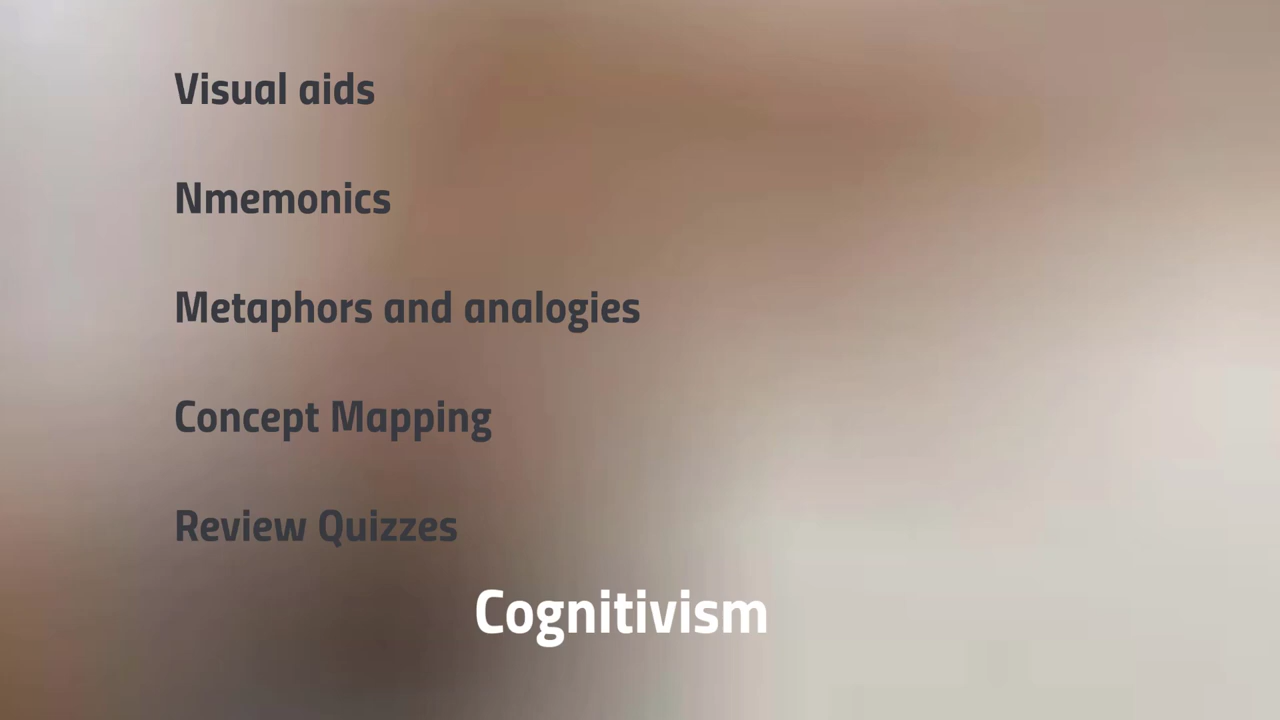 Visual aids
Nmemonics
Metaphors and analogies
Concept Mapping
Review Quizzes
Cognitivism